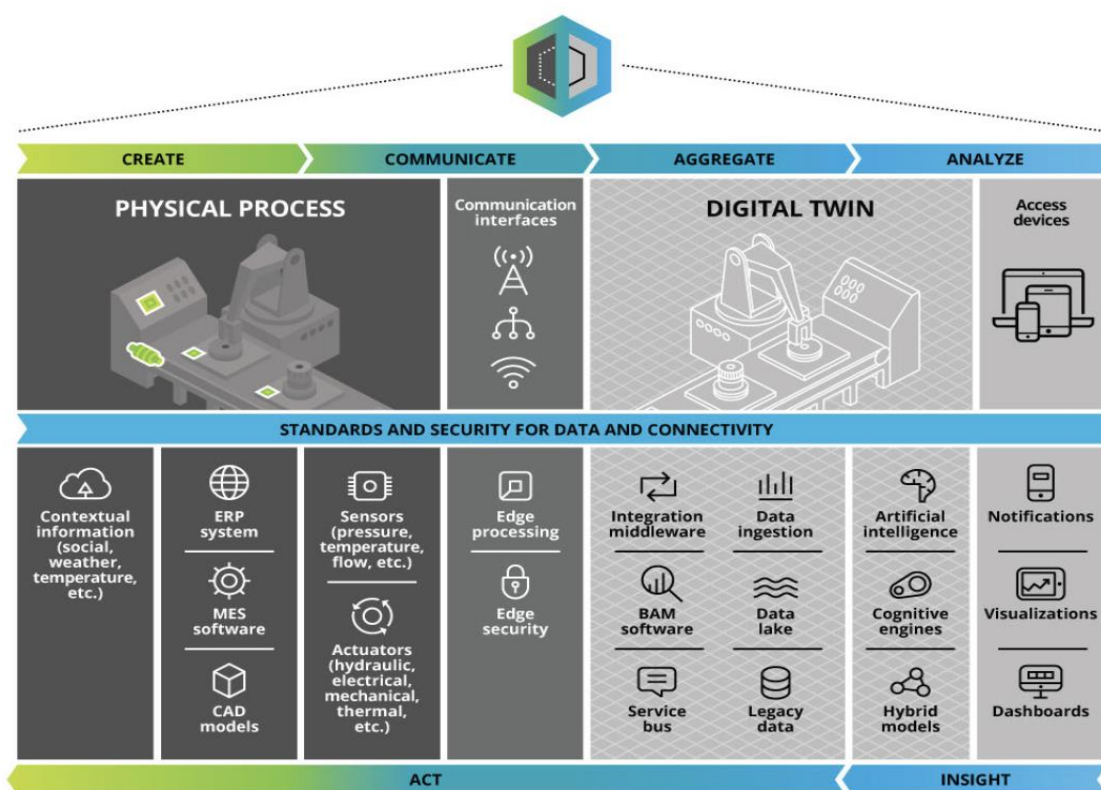 CREATE
COMMUNICATE
AGGREGATE
ANALYZE
PHYSICAL PROCESS
Communication
interfaces
DIGITAL TWIN
Access
devices
STANDARDS AND SECURITY FOR DATA AND CONNECTIVITY
Contextual
information
(social,
weather,
temperature,
etc.)
ERP
system
MES
software
CAD
models
Sensors
(pressure,
temperature,
flow, etc.)
Actuators
(hydraulic,
electrical,
mechanical,
thermal,
etc.)
Edge
processing
Edge
security
Integration
middleware
BAM
software
Service
bus
Data
ingestion
Data
lake
Legacy
data
Artificial
intelligence
Cognitive
engines
Hybrid
models
Notifications
Visualizations
Dashboards
ACT
INSIGHT